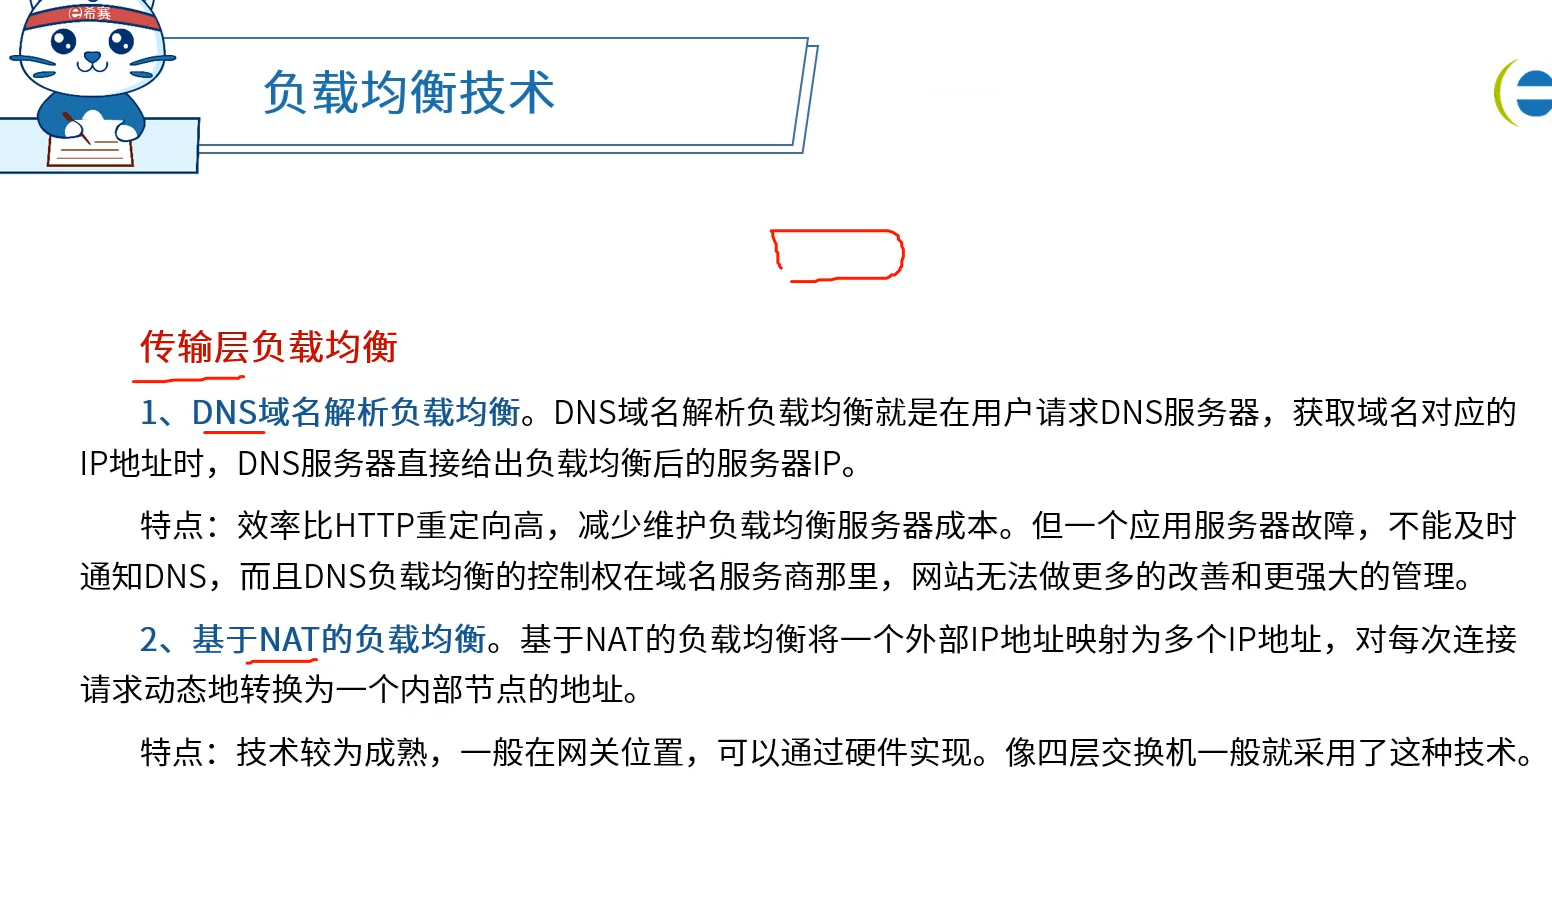 希赛
负载均衡技术
传输层负载均衡
1、DNS域名解析负载均衡。DNS域名解析负载均衡就是在用户请求DNS服务器，获取域名对应的
IP地址时，DNS服务器直接给出负载均衡后的服务器IP。
特点：效率比HTTP重定向高，减少维护负载均衡服务器成本。但一个应用服务器故障，不能及时
通知DNS，而且DNS负载均衡的控制权在域名服务商那里，网站无法做更多的改善和更强大的管理。
2、基于NAT的负载均衡。基于NAT的负载均衡将一个外部IP地址映射为多个IP地址，对每次连接
请求动态地转换为一个内部节点的地址。
特点：技术较为成熟，一般在网关位置，可以通过硬件实现。像四层交换机一般就采用了这种技术。